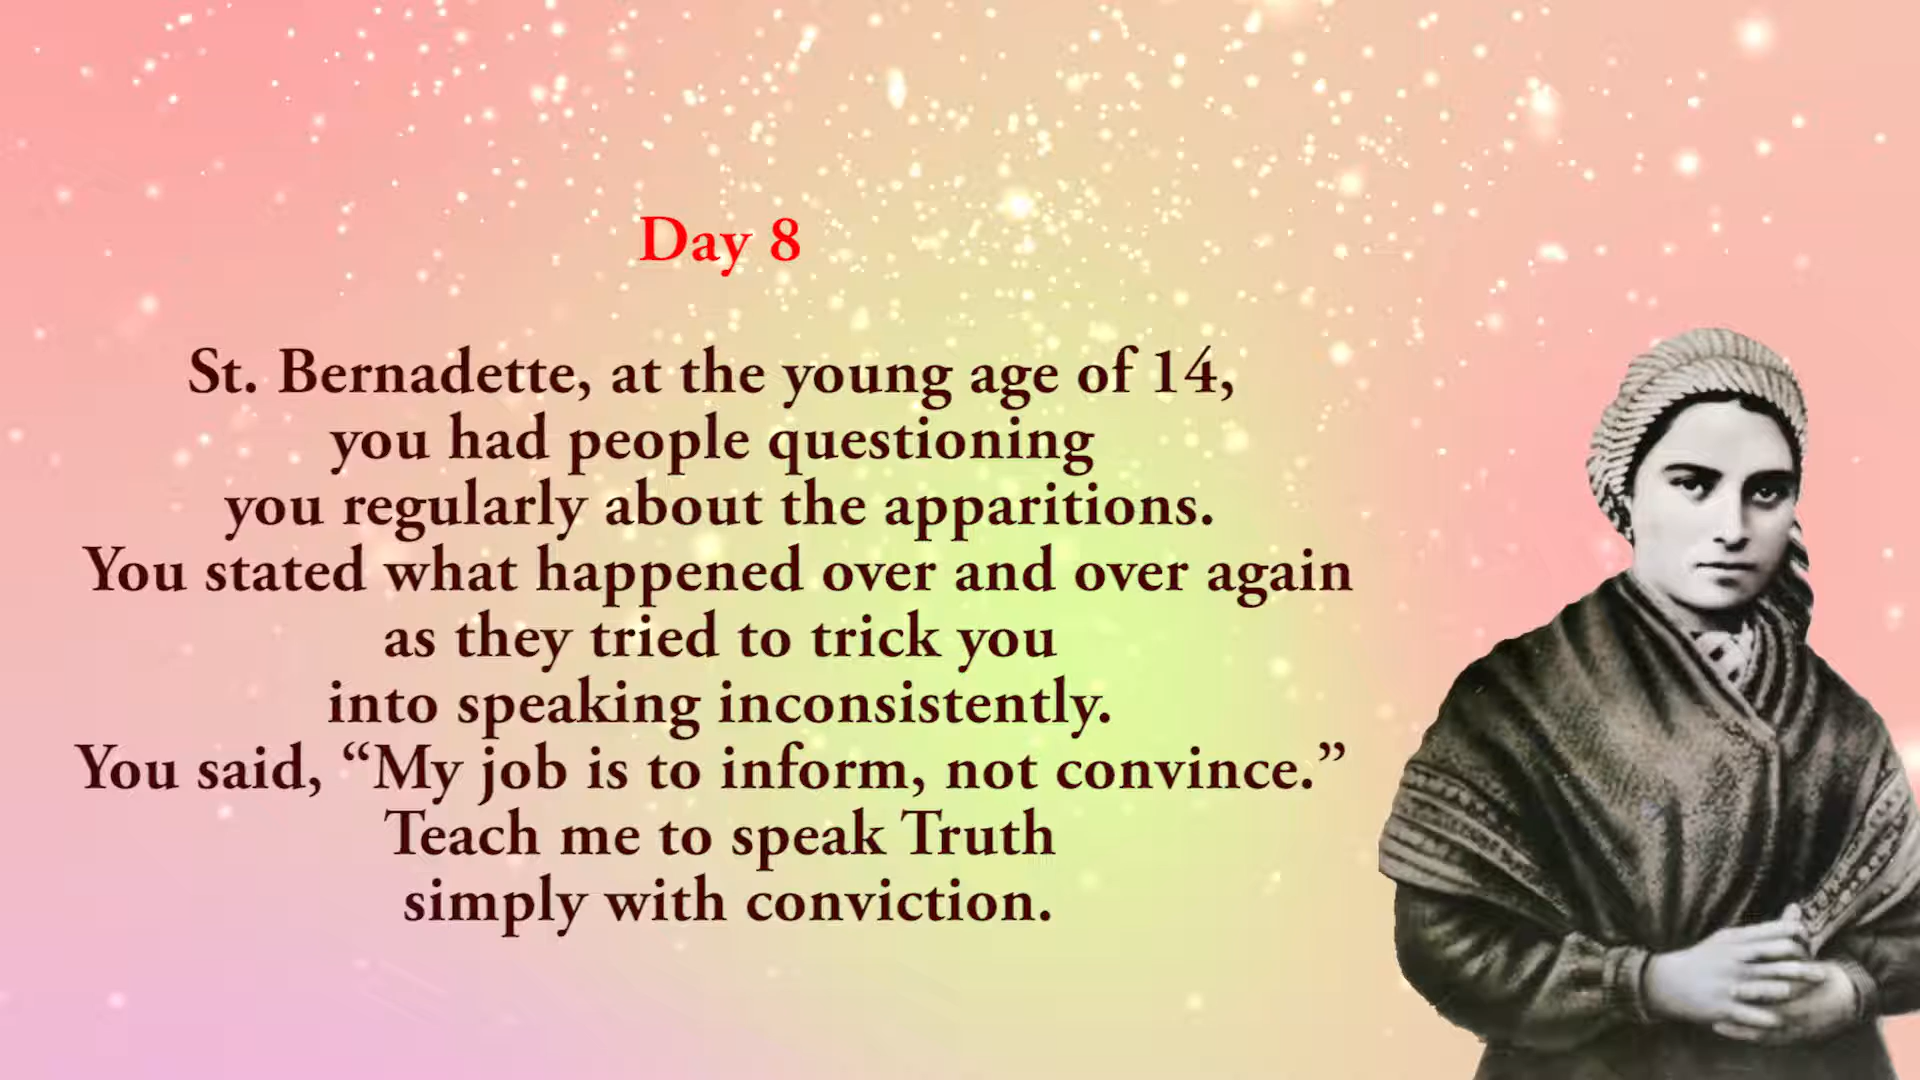 Day 8
St. Bernadette, at the young age of 14,
you had people questioning
you regularly about the apparitions.
You stated what happened over and over again
as they tried to trick you
into speaking inconsistently.
You said, “My job is to inform, not convince.”
Teach me to speak Truth
simply with conviction.